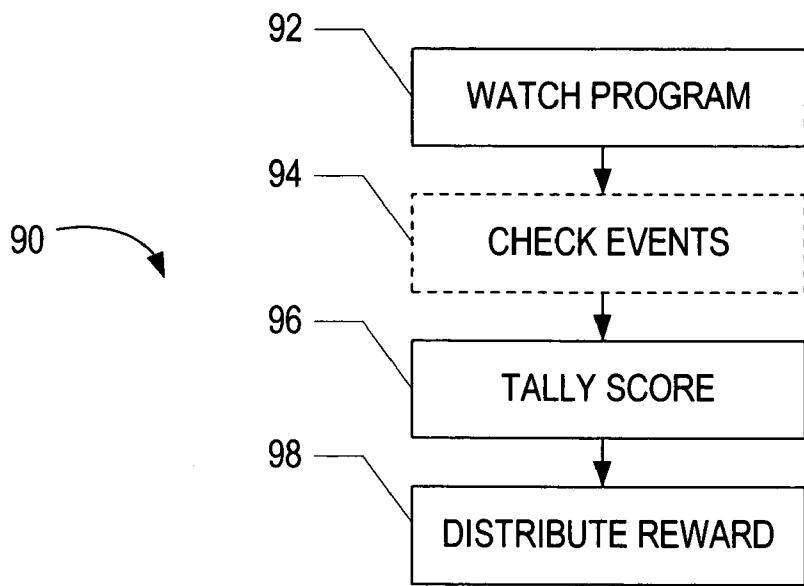 92
WATCH PROGRAM
94
CHECK EVENTS
90
96
TALLY SCORE
98
DISTRIBUTE REWARD